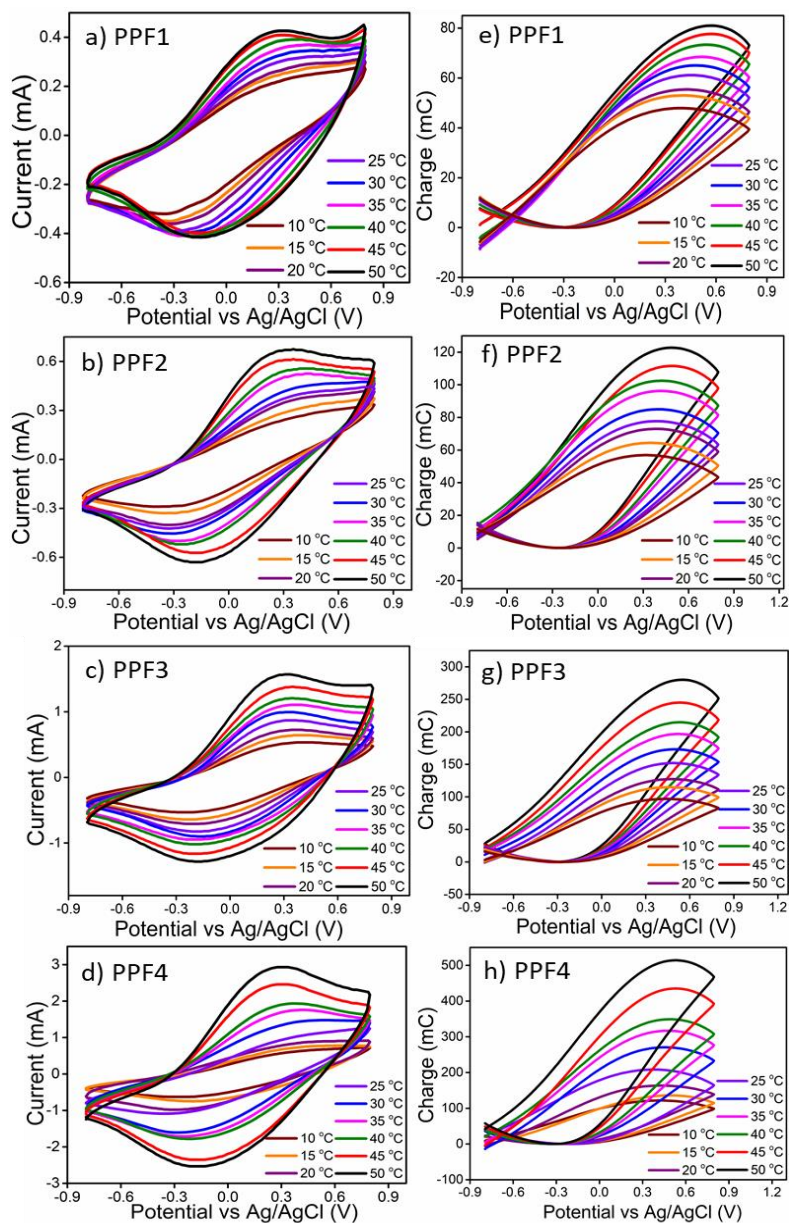 a) PPF1
Current (mA)
0.4
0.2
0.0
-0.2
-0.4
-0.6
25 °C
30 °C
35 °C
10 °C 40 °C
15 °C 45 °C
20 °C 50 °C
-0.9 -0.6 -0.3 0.0 0.3 0.6 0.9
Potential vs Ag/AgCl (V)
e) PPF1
Charge (mC)
80
60
40
20
0
-20
25 °C
30 °C
35 °C
10 °C 40 °C
15 °C 45 °C
20 °C 50 °C
-0.9 -0.3 0.3 0.9
Potential vs Ag/AgCl (V)
b) PPF2
Current (mA)
0.6
0.3
0.0
-0.3
-0.6
25 °C
30 °C
35 °C
10 °C 40 °C
15 °C 45 °C
20 °C 50 °C
-0.9 -0.6 -0.3 0.0 0.3 0.6 0.9
Potential vs Ag/AgCl (V)
f) PPF2
Charge (mC)
120
100
80
60
40
20
0
-20
25 °C
30 °C
35 °C
10 °C 40 °C
15 °C 45 °C
20 °C 50 °C
-0.9 -0.6 -0.3 0.0 0.3 0.6 0.9 1.2
Potential vs Ag/AgCl (V)
c) PPF3
Current (mA)
2
1
0
-1
25 °C
30 °C
35 °C
10 °C 40 °C
15 °C 45 °C
20 °C 50 °C
-0.9 -0.6 -0.3 0.0 0.3 0.6 0.9
Potential vs Ag/AgCl (V)
g) PPF3
Charge (mC)
300
250
200
150
100
50
0
-50
25 °C
30 °C
35 °C
10 °C 40 °C
15 °C 45 °C
20 °C 50 °C
-0.9 -0.6 -0.3 0.0 0.3 0.6 0.9 1.2
Potential vs Ag/AgCl (V)
d) PPF4
Current (mA)
3
2
1
0
-1
-2
-3
25 °C
30 °C
35 °C
10 °C 40 °C
15 °C 45 °C
20 °C 50 °C
-0.9 -0.6 -0.3 0.0 0.3 0.6 0.9
Potential vs Ag/AgCl (V)
h) PPF4
Charge (mC)
500
400
300
200
100
0
-100
25 °C
30 °C
35 °C
10 °C 40 °C
15 °C 45 °C
20 °C 50 °C
-0.9 -0.6 -0.3 0.0 0.3 0.6 0.9 1.2
Potential vs Ag/AgCl (V)